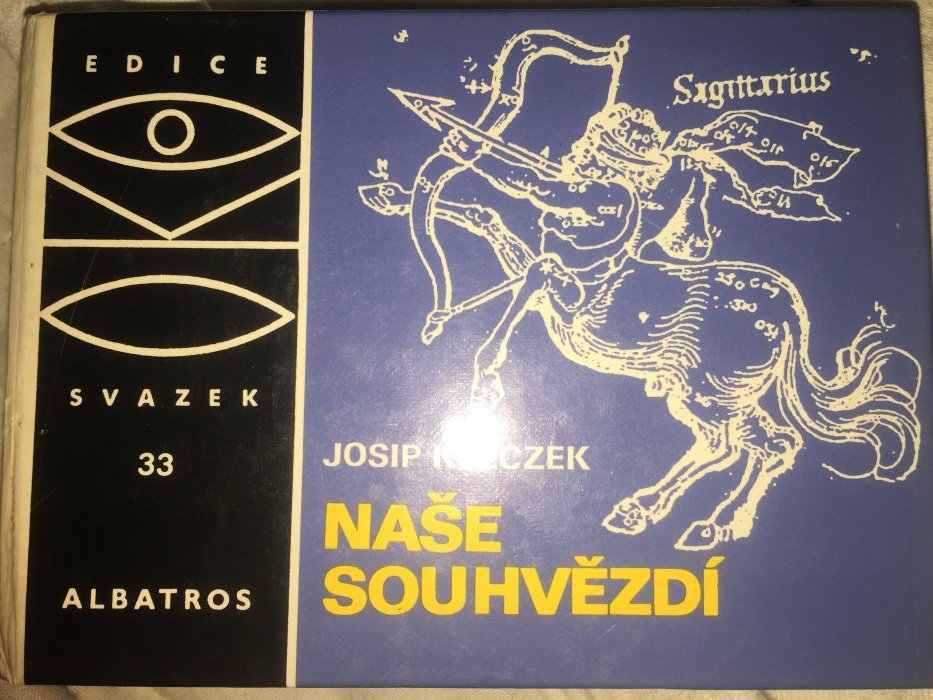 EDICE
SVAZEK
33
ALBATROS
Sagittarius
JOSIP
NAŠE
SOUHVĚZDÍ